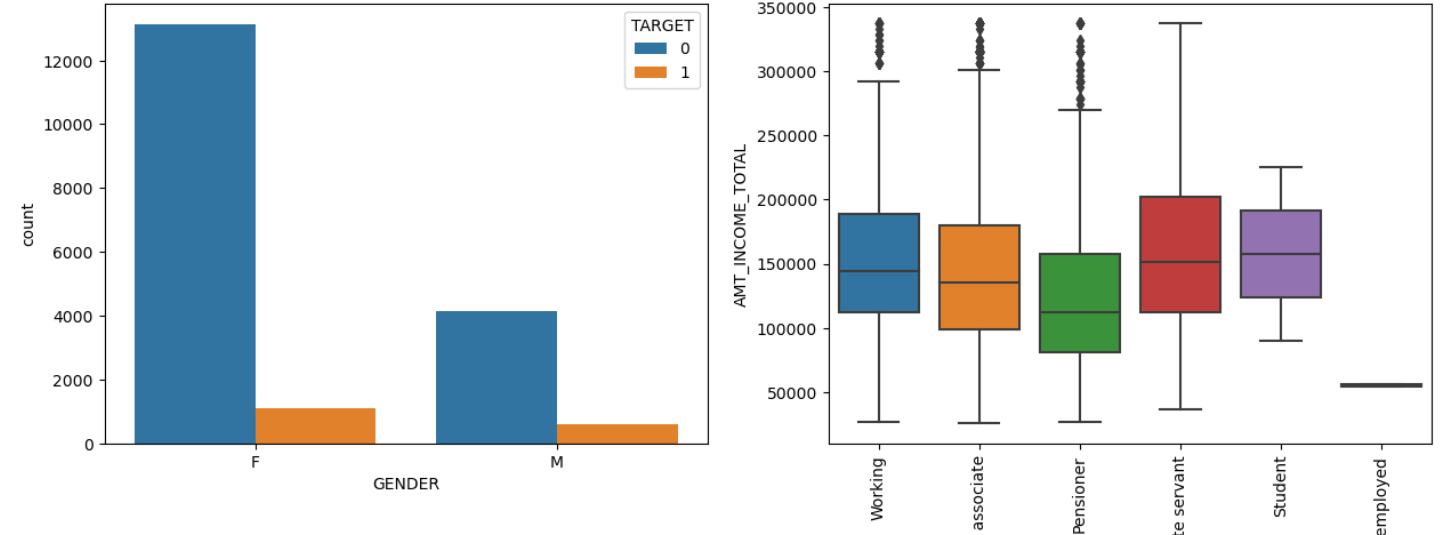 TARGET
0
1
12000
10000
8000
6000
4000
2000
0
count
F
M
GENDER
350000
300000
250000
200000
150000
100000
50000
AMT_INCOME_TOTAL
Working
associate
Pensioner
te servant
Student
employed